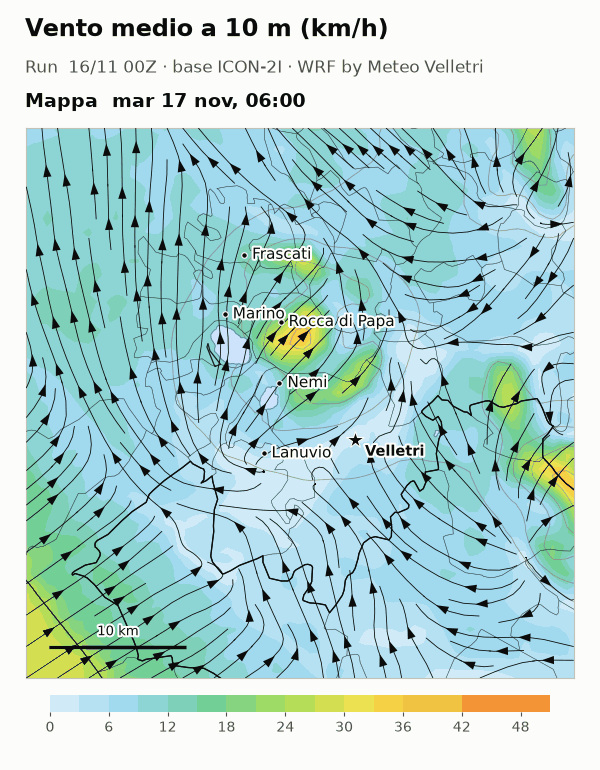 Vento medio a 10 m (km/h)
Run  16/11 00Z · base ICON-2I · WRF by Meteo Velletri
Mappa  mar 17 nov, 06:00
Frascati
Marino
Rocca di Papa
Nemi
Velletri
Lanuvio
10 km
0 6 12 18 24 30 36 42 48